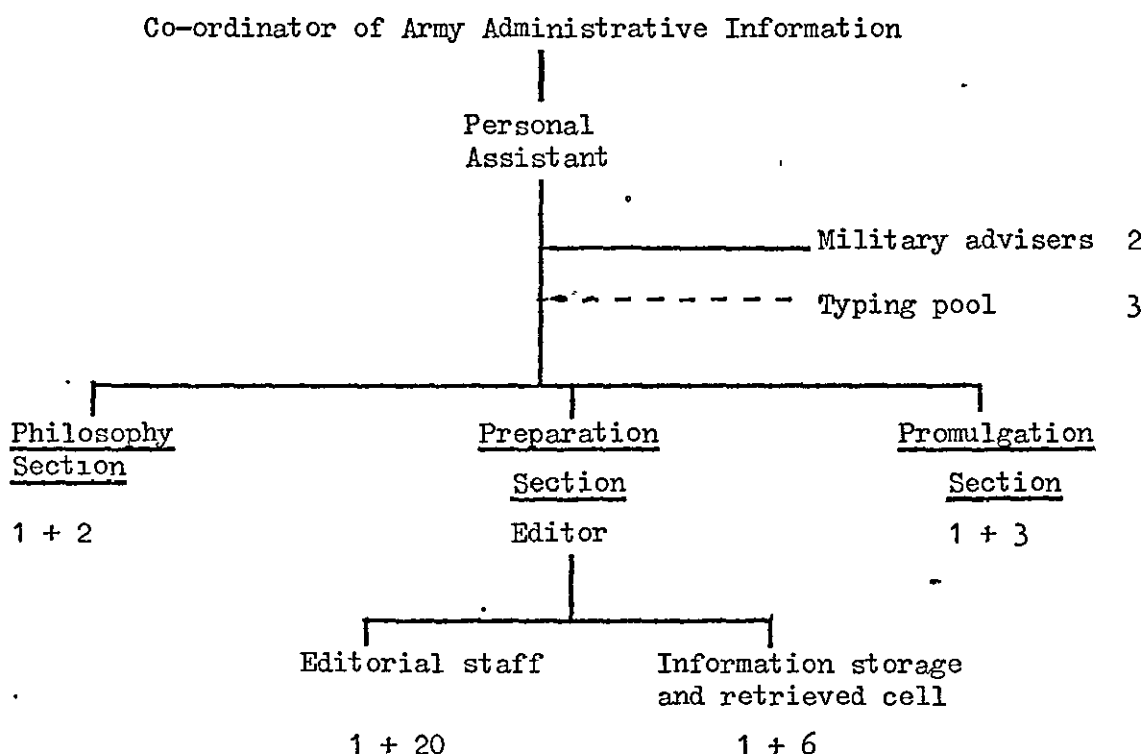 Co-ordinator of Army Administrative Information
Personal
Assistant
Military advisers 2
Typing pool 3
Philosophy
Section
1 + 2
Preparation
Section
Editor
Promulgation
Section
1 + 3
Editorial staff
1 + 20
Information storage
and retrieved cell
1 + 6